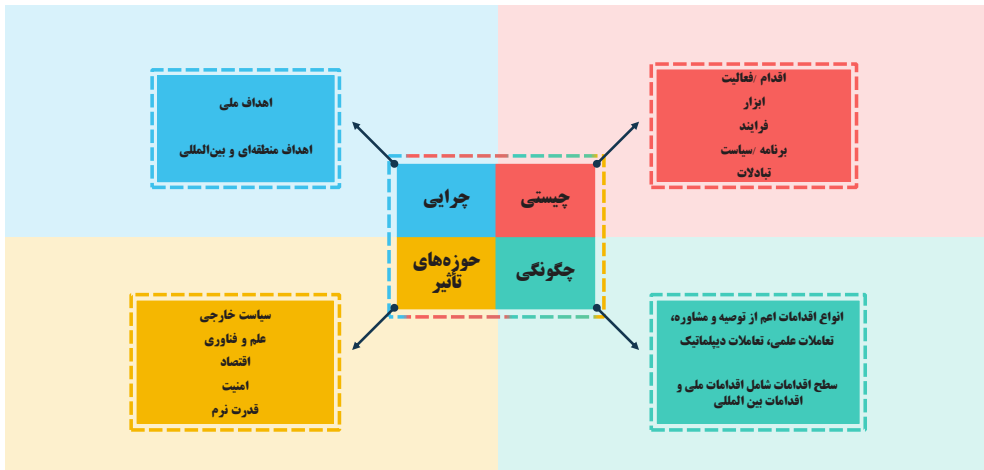 اقدام /فعالیت
ابزار
فرایند
برنامه /سیاست
تبادلات
اهداف ملی
اهداف منطقه‌ای و بین‌المللی
چیستی
چرایی
چگونگی
حوزه‌های
تأثیر
انواع اقدامات اعم از توصیه و مشاوره،
تعاملات علمی، تعاملات دیپلماتیک
سطح اقدامات شامل اقدامات ملی و
اقدامات بین المللی
سیاست خارجی
علم و فناوری
اقتصاد
امنیت
قدرت نرم